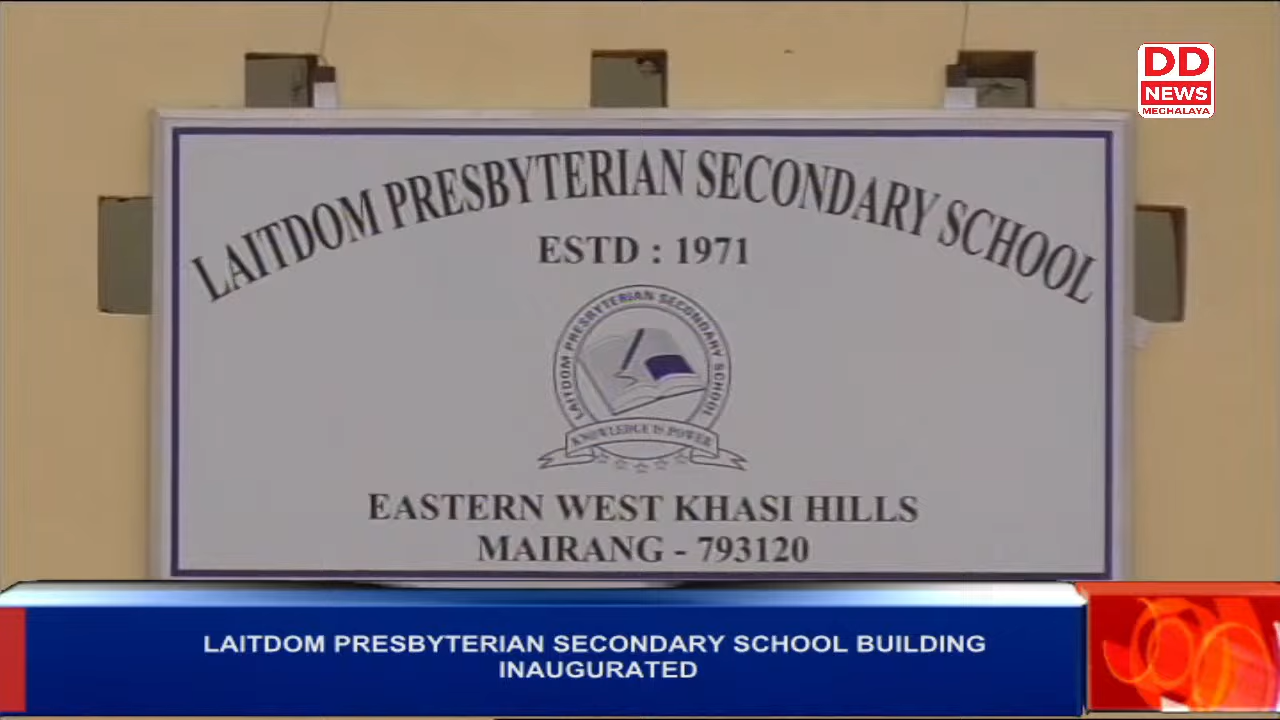 DD
NEWS
MEGHALAYA
LAITDOM PRESBYTERIAN SECONDARY SCHOOL
ESTD : 1971
LAITDOM PRESBYTERIAN SECONDARY SCHOOL
KNOWLEDGE IS POWER
EASTERN WEST KHASI HILLS
MAIRANG - 793120
LAITDOM PRESBYTERIAN SECONDARY SCHOOL BUILDING
INAUGURATED